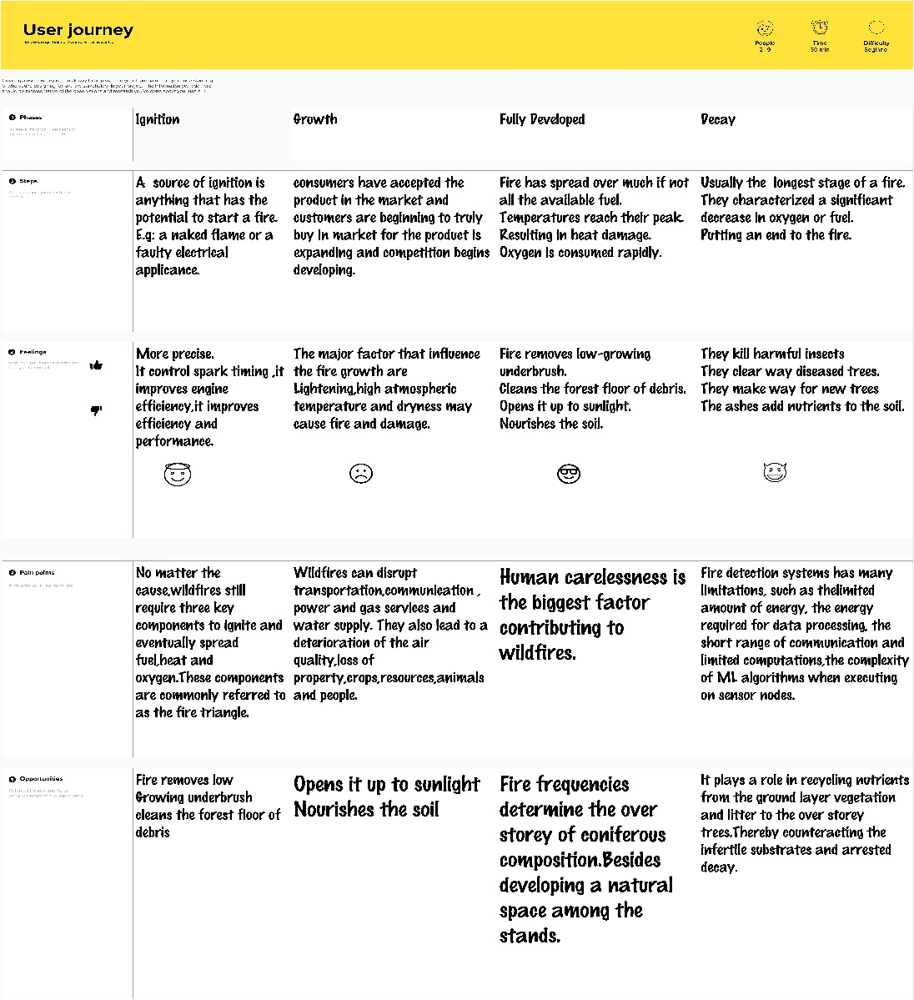 User journey
People
Time
Difficulty
2-9
30 min
Beginner
Phases
Ignition
Growth
Fully Developed
Decay
Steps
A source of ignition is
anything that has the
potential to start a fire.
E.g: a naked flame or a
faulty electrical
applicance.
consumers have accepted the
product in the market and
customers are beginning to truly
buy in market for the product is
expanding and competition begins
developing.
Fire has spread over much if not
all the available fuel.
Temperatures reach their peak.
Resulting in heat damage.
Oxygen is consumed rapidly.
Usually the longest stage of a fire.
They characterized a significant
decrease in oxygen or fuel.
Putting an end to the fire.
Feelings
More precise.
It control spark timing ,it
improves engine
efficiency,it improves
efficiency and
performance.
The major factor that influence
the fire growth are
Lightening,high atmospheric
temperature and dryness may
cause fire and damage.
Fire removes low-growing
underbrush.
Cleans the forest floor of debris.
Opens it up to sunlight.
Nourishes the soil.
They kill harmful insects
They clear way diseased trees.
They make way for new trees
The ashes add nutrients to the soil.
Pain points
Problems your user runs into
No matter the
cause,wildfires still
require three key
components to ignite and
eventually spread
fuel,heat and
oxygen.These components
are commonly referred to
as the fire triangle.
Wildfires can disrupt
transportation,communication ,
power and gas services and
water supply. They also lead to a
deterioration of the air
quality,loss of
property,crops,resources,animals
and people.
Human carelessness is
the biggest factor
contributing to
wildfires.
Fire detection systems has many
limitations, such as thelimited
amount of energy, the energy
required for data processing, the
short range of communication and
limited computations,the complexity
of ML algorithms when executing
on sensor nodes.
Opportunities
Potential improvements or
enhancements to the experience
Fire removes low
Growing underbrush
cleans the forest floor of
debris
Opens it up to sunlight
Nourishes the soil
Fire frequencies
determine the over
storey of coniferous
composition.Besides
developing a natural
space among the
stands.
It plays a role in recycling nutrients
from the ground layer vegetation
and litter to the over storey
trees.Thereby counteracting the
infertile substrates and arrested
decay.